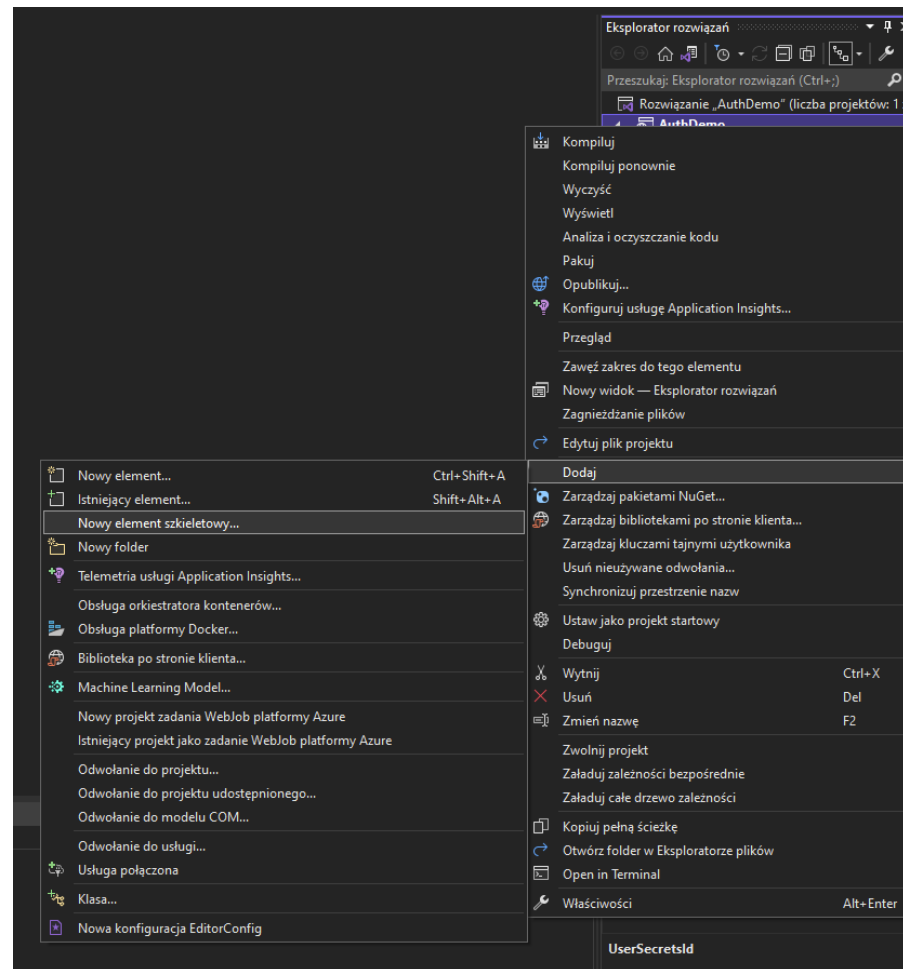 Eksplorator rozwiązań
Przeszukaj: Eksplorator rozwiązań (Ctrl+;)
Rozwiązanie „AuthDemo” (liczba projektów: 1
AuthDemo
Kompiluj
Kompiluj ponownie
Wyczyść
Wyświetl
Analiza i oczyszczanie kodu
Pakuj
Opublikuj...
Konfiguruj usługę Application Insights...
Przegląd
Zawęź zakres do tego elementu
Nowy widok — Eksplorator rozwiązań
Zagnieżdżanie plików
Edytuj plik projektu
Dodaj
Zarządzaj pakietami NuGet...
Zarządzaj bibliotekami po stronie klienta...
Zarządzaj kluczami tajnymi użytkownika
Usuń nieużywane odwołania...
Synchronizuj przestrzenie nazw
Ustaw jako projekt startowy
Debuguj
Wytnij Ctrl+X
Usuń Del
Zmień nazwę F2
Zwolnij projekt
Załaduj zależności bezpośrednie
Załaduj całe drzewo zależności
Kopiuj pełną ścieżkę
Otwórz folder w Eksploratorze plików
Open in Terminal
Właściwości Alt+Enter
Nowy element... Ctrl+Shift+A
Istniejący element... Shift+Alt+A
Nowy element szkieletowy...
Nowy folder
Telemetria usługi Application Insights...
Obsługa orkiestratora kontenerów...
Obsługa platformy Docker...
Biblioteka po stronie klienta...
Machine Learning Model...
Nowy projekt zadania WebJob platformy Azure
Istniejący projekt jako zadanie WebJob platformy Azure
Odwołanie do projektu...
Odwołanie do projektu udostępnionego...
Odwołanie do modelu COM...
Odwołanie do usługi...
Usługa połączona
Klasa...
Nowa konfiguracja EditorConfig
UserSecretsId